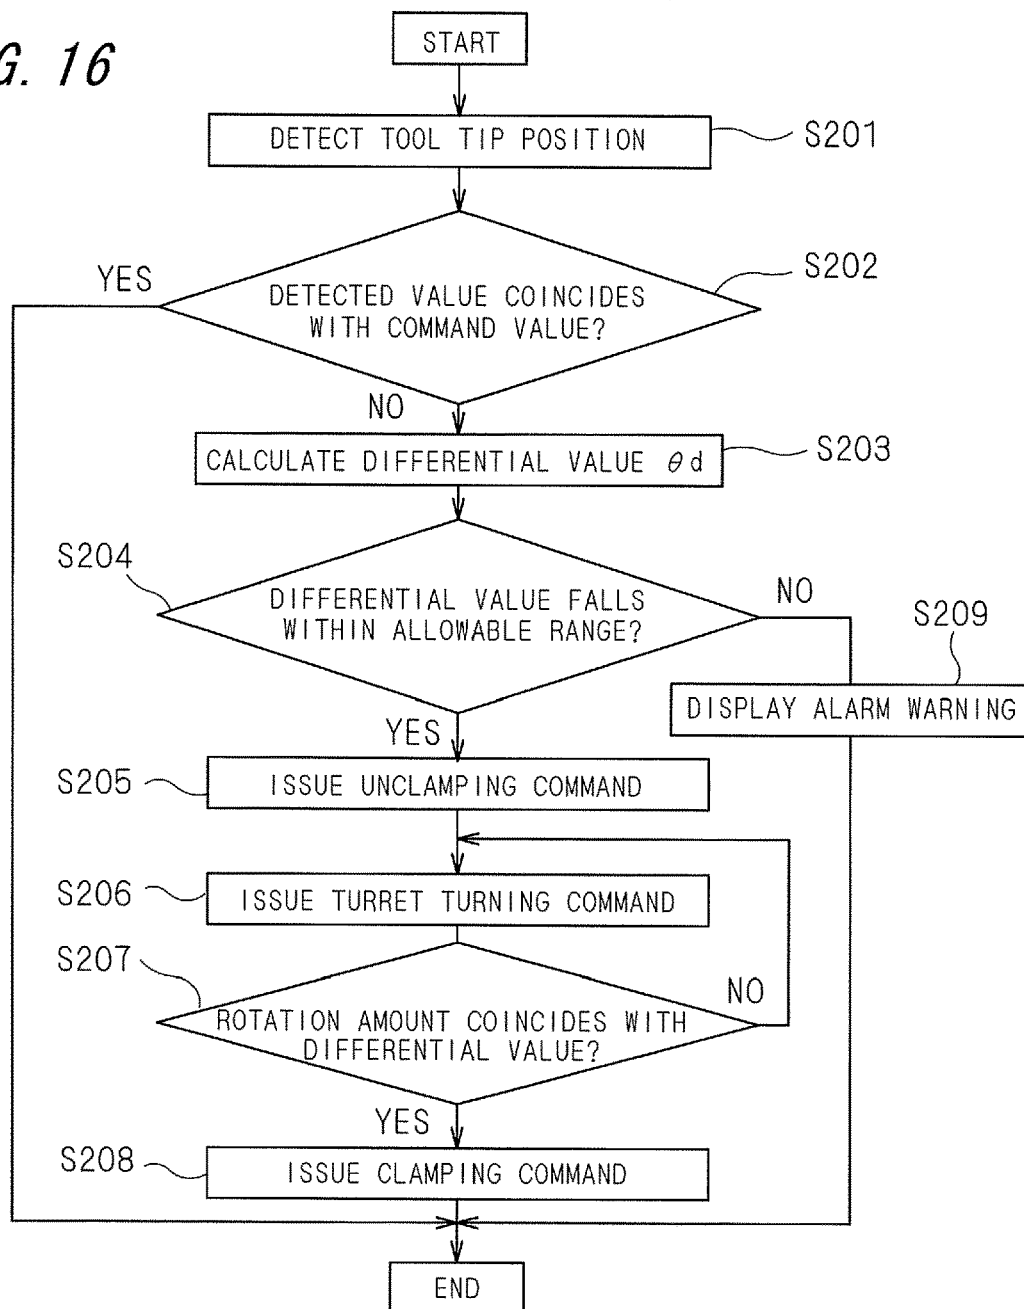 G. 16
START
DETECT TOOL TIP POSITION
S201
S202
YES
DETECTED VALUE COINCIDES
WITH COMMAND VALUE?
NO
CALCULATE DIFFERENTIAL VALUE θd
S203
S204
DIFFERENTIAL VALUE FALLS
WITHIN ALLOWABLE RANGE?
NO
S209
DISPLAY ALARM WARNING
YES
S205
ISSUE UNCLAMPING COMMAND
S206
ISSUE TURRET TURNING COMMAND
S207
NO
ROTATION AMOUNT COINCIDES WITH
DIFFERENTIAL VALUE?
YES
S208
ISSUE CLAMPING COMMAND
END